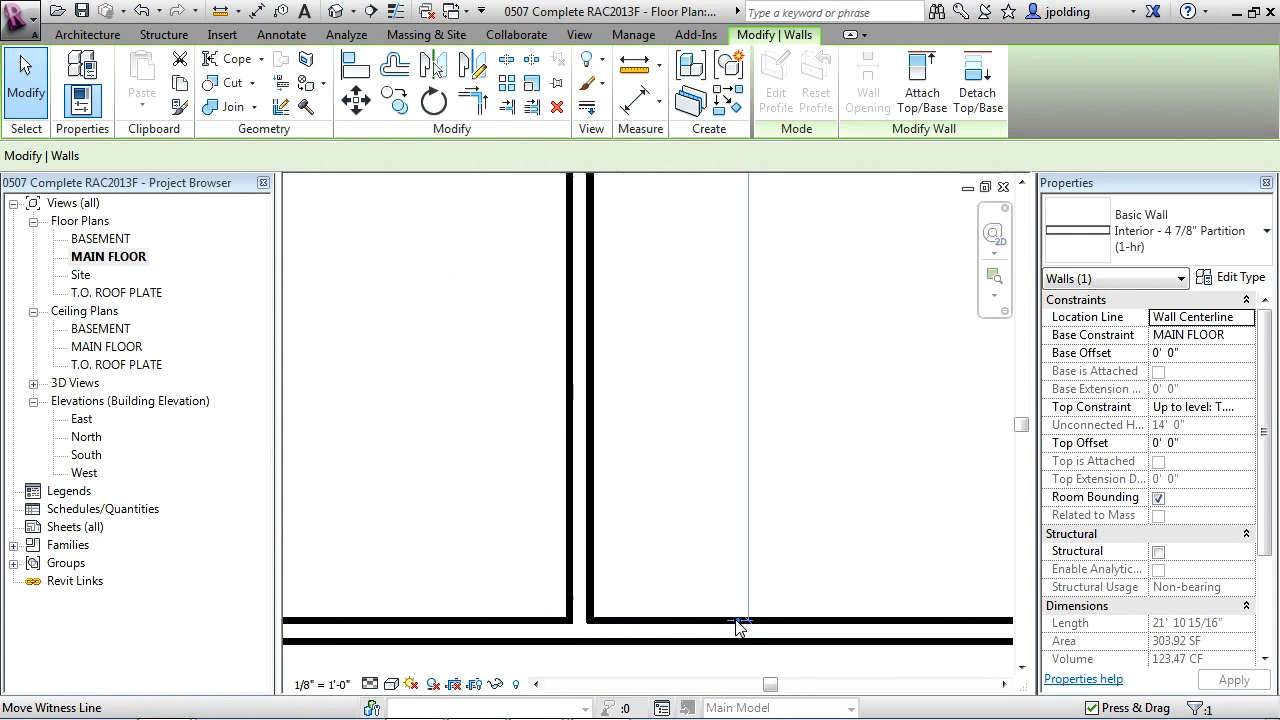 0507 Complete RAC2013F - Floor Plan:...
Type a keyword or phrase
jpolding
Architecture Structure Insert Annotate Analyze Massing & Site Collaborate View Manage Add-Ins Modify | Walls
Modify
Paste
Cope
Cut
Join
Edit Profile
Reset Profile
Wall Opening
Attach Top/Base
Detach Top/Base
Select Properties Clipboard Geometry Modify View Measure Create Mode Modify Wall
Modify | Walls
0507 Complete RAC2013F - Project Browser
Views (all)
Floor Plans
BASEMENT
MAIN FLOOR
Site
T.O. ROOF PLATE
Ceiling Plans
BASEMENT
MAIN FLOOR
T.O. ROOF PLATE
3D Views
Elevations (Building Elevation)
East
North
South
West
Legends
Schedules/Quantities
Sheets (all)
Families
Groups
Revit Links
2D
Properties
Basic Wall
Interior - 4 7/8" Partition
(1-hr)
Walls (1)
Edit Type
Constraints
Location Line Wall Centerline
Base Constraint MAIN FLOOR
Base Offset 0' 0"
Base is Attached
Base Extension ...
Top Constraint Up to level: T....
Unconnected H... 14' 0"
Top Offset 0' 0"
Top is Attached
Top Extension D... 0' 0"
Room Bounding
Related to Mass
Structural
Structural
Enable Analytic...
Structural Usage Non-bearing
Dimensions
Length 21' 10 15/16"
Area 303.92 SF
Volume 123.47 CF
Properties help
Apply
1/8" = 1'-0"
Move Witness Line
:0
Main Model
Press & Drag
:1